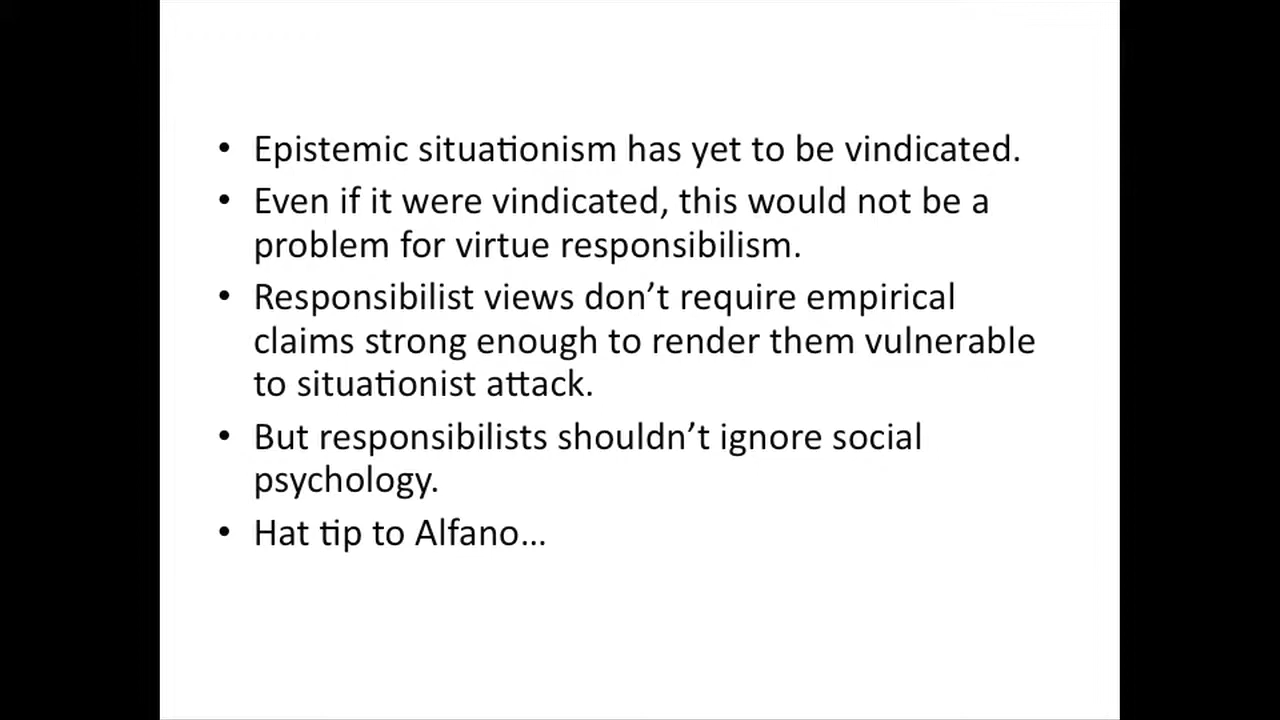 • Epistemic situationism has yet to be vindicated.
• Even if it were vindicated, this would not be a
problem for virtue responsibilism.
• Responsibilist views don’t require empirical
claims strong enough to render them vulnerable
to situationist attack.
• But responsibilists shouldn’t ignore social
psychology.
• Hat tip to Alfano…